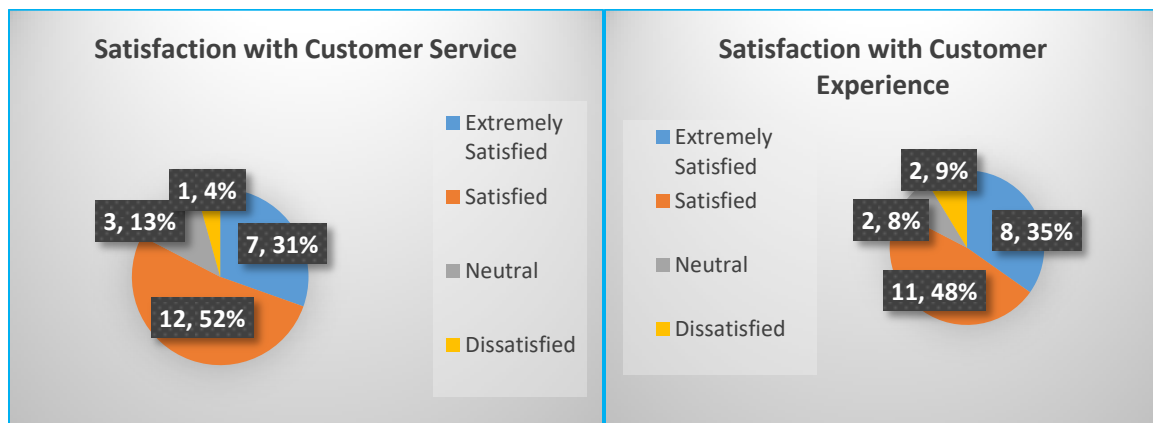 Satisfaction with Customer Service
Extremely
Satisfied
Satisfied
Neutral
Dissatisfied
1, 4%
3, 13%
7, 31%
12, 52%
Satisfaction with Customer
Experience
Extremely
Satisfied
Satisfied
Neutral
Dissatisfied
2, 9%
2, 8%
8, 35%
11, 48%